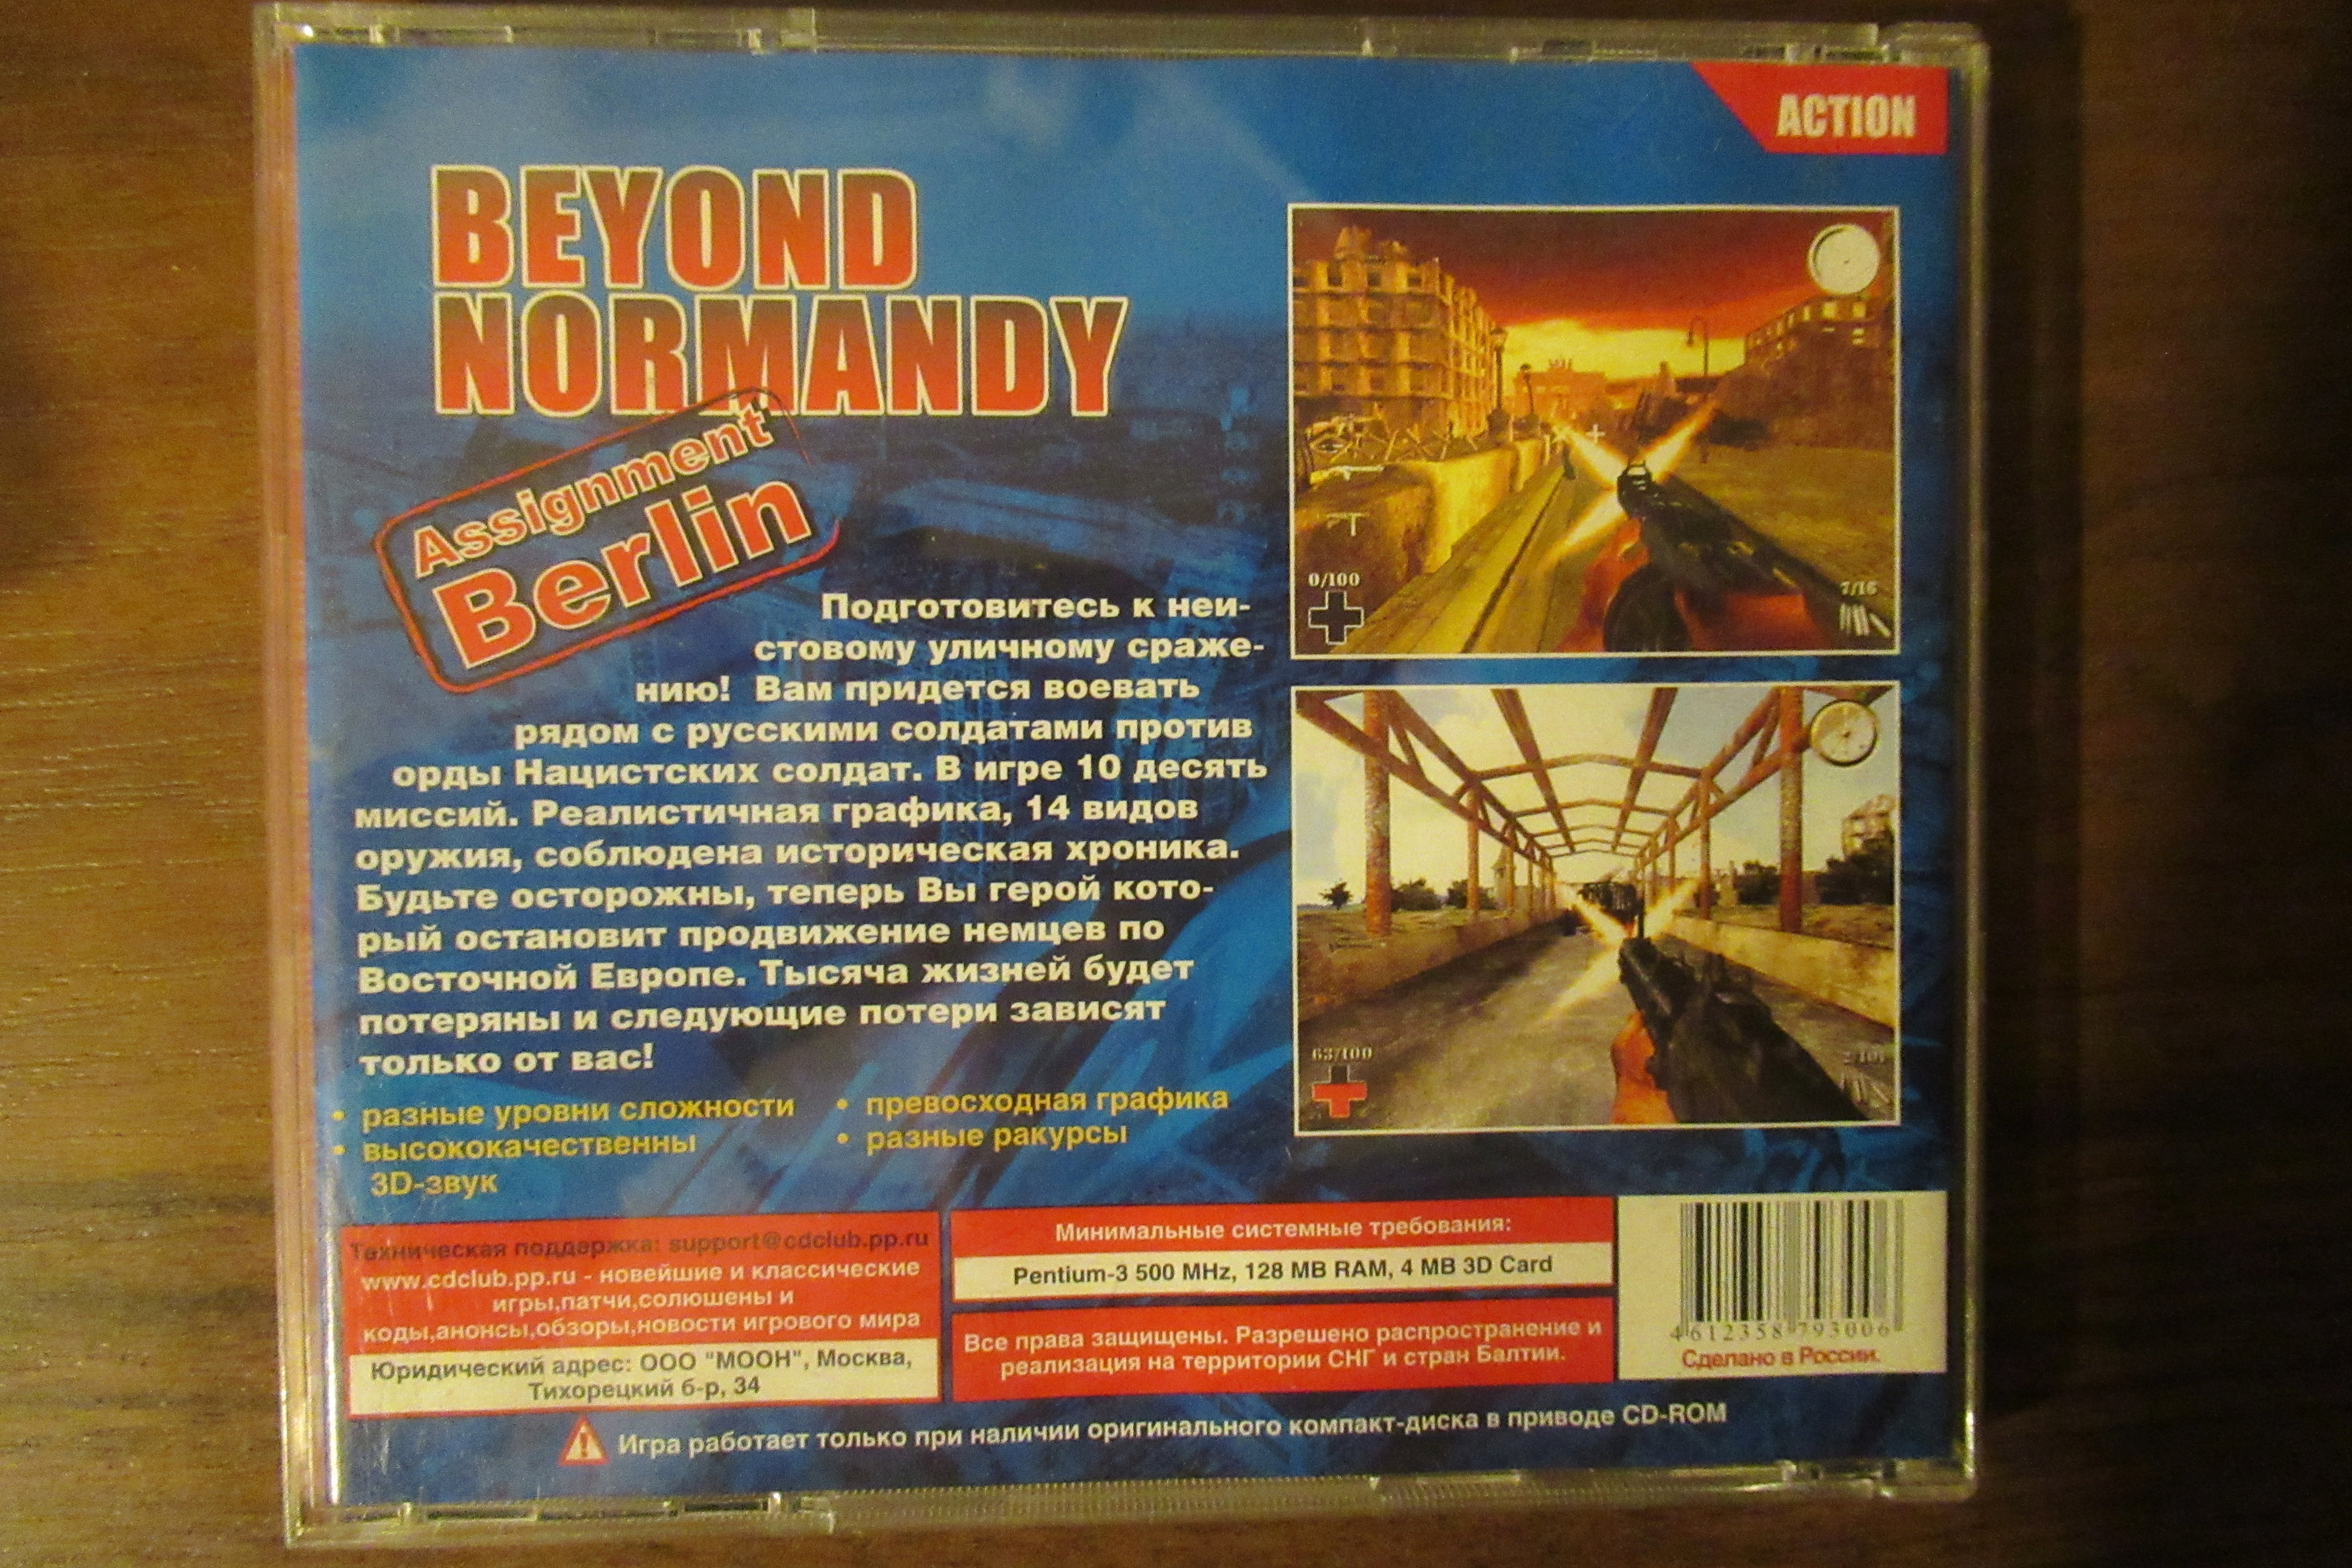 ACTION
BEYOND
NORMANDY
Assignment
Berlin
Подготовитесь к неи-
стовому уличному сраже-
нию! Вам придется воевать
рядом с русскими солдатами против
орды Нацистских солдат. В игре 10 десять
миссий. Реалистичная графика, 14 видов
оружия, соблюдена историческая хроника.
Будьте осторожны, теперь Вы герой кото-
рый остановит продвижение немцев по
Восточной Европе. Тысяча жизней будет
потеряны и следующие потери зависят
только от вас!
• разные уровни сложности
• высококачественны
3D-звук
• превосходная графика
• разные ракурсы
0/100
7/16
63/100
Техническая поддержка: support@cdclub.pp.ru
www.cdclub.pp.ru - новейшие и классические
игры,патчи,солюшены и
коды,анонсы,обзоры,новости игрового мира
Юридический адрес: ООО "МООН", Москва,
Тихорецкий б-р, 34
Минимальные системные требования:
Pentium-3 500 MHz, 128 MB RAM, 4 MB 3D Card
Все права защищены. Разрешено распространение и
реализация на территории СНГ и стран Балтии.
4 612358 793006
Сделано в России.
Игра работает только при наличии оригинального компакт-диска в приводе CD-ROM